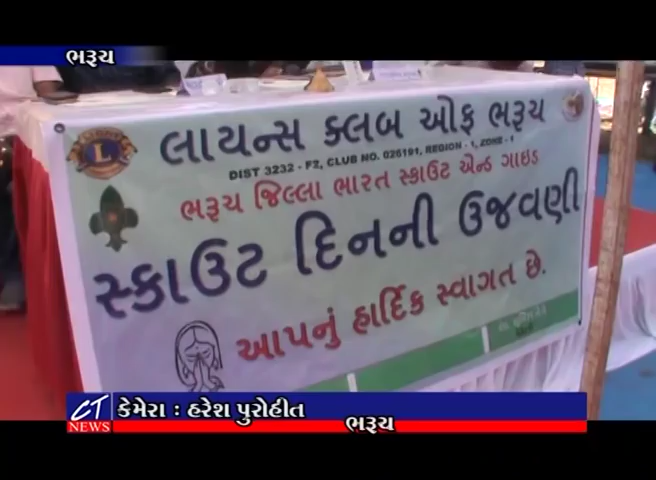 ભરૂચ
લાયન્સ ક્લબ ઓફ ભરૂચ
DIST 3232 - F2, CLUB NO. 025191, REGION - 1, ZONE - 1
ભરૂચ જિલ્લા ભારત સ્કાઉટ એન્ડ ગાઇડ
સ્કાઉટ દિનની ઉજવણી
આપનું હાર્દિક સ્વાગત છે.
L
CT NEWS
કેમેરા : હરેશ પુરોહીત
ભરૂચ